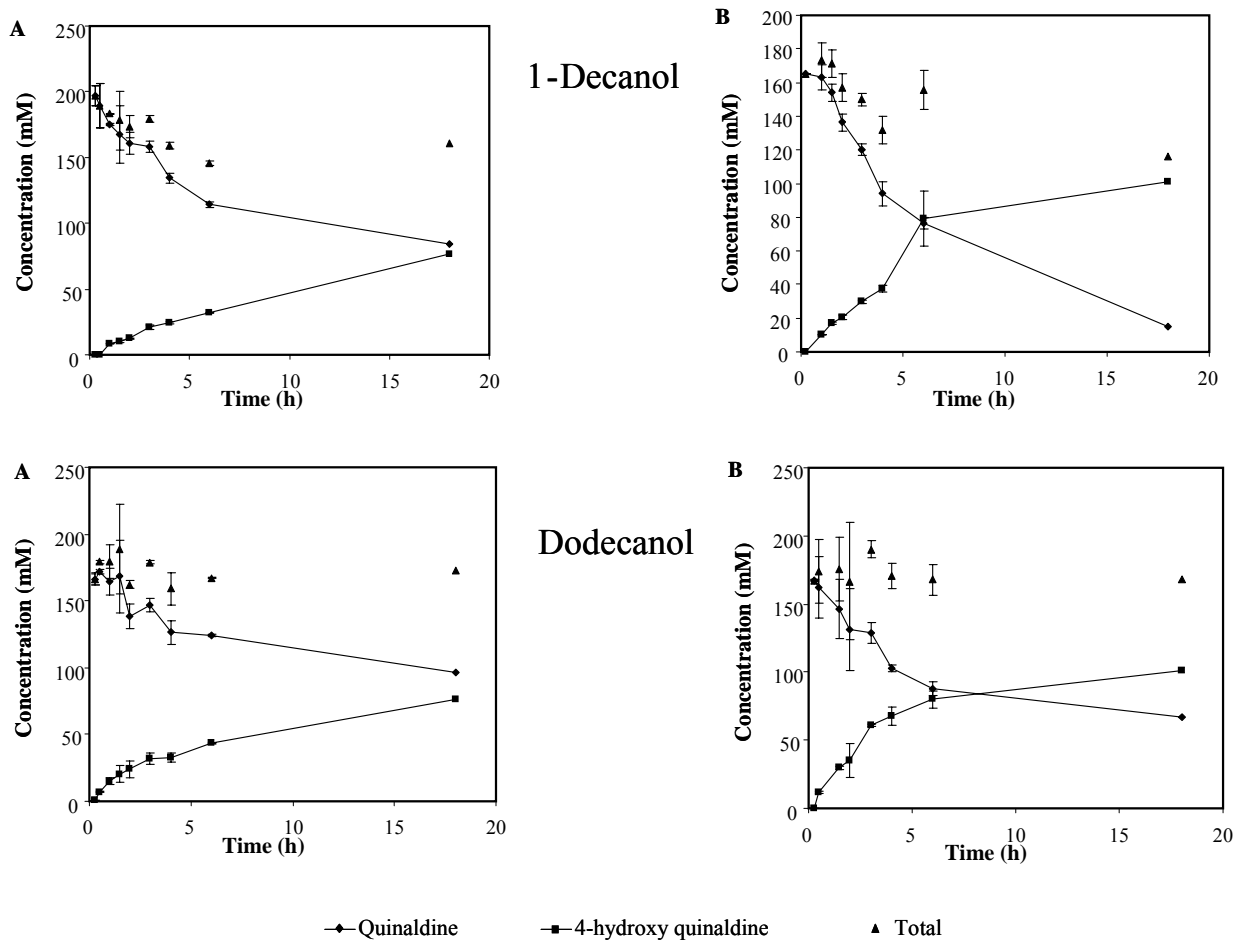 A
B
1-Decanol
Concentration (mM)
250
200
150
100
50
0
0 5 10 15 20
Time (h)
Concentration (mM)
200
180
160
140
120
100
80
60
40
20
0
0 5 10 15 20
Time (h)
A
B
Dodecanol
Concentration (mM)
250
200
150
100
50
0
0 5 10 15 20
Time (h)
Concentration (mM)
250
200
150
100
50
0
0 5 10 15 20
Time (h)
Quinaldine 4-hydroxy quinaldine Total